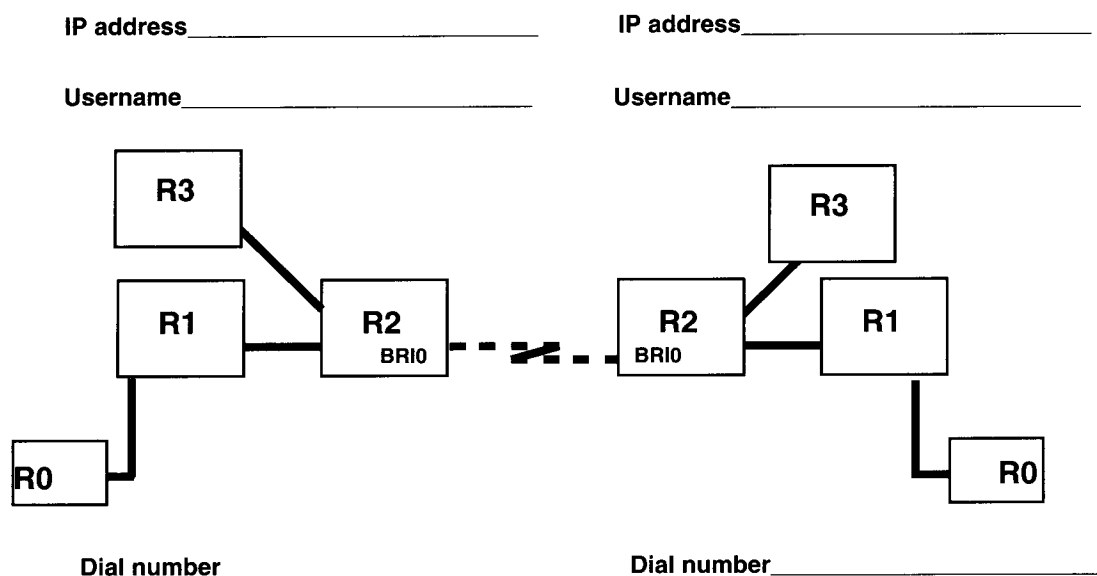 IP address
IP address
Username
Username
R3
R3
R1
R2
R2
R1
BRI0
BRI0
R0
R0
Dial number
Dial number